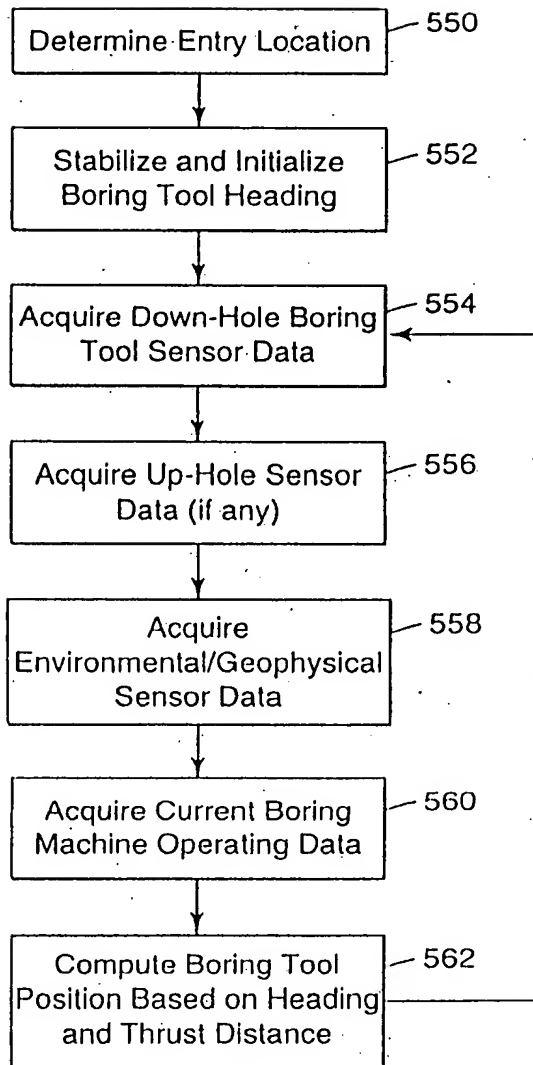 Determine Entry Location
550
Stabilize and Initialize
Boring Tool Heading
552
Acquire Down-Hole Boring
Tool Sensor Data
554
Acquire Up-Hole Sensor
Data (if any)
556
Acquire
Environmental/Geophysical
Sensor Data
558
Acquire Current Boring
Machine Operating Data
560
Compute Boring Tool
Position Based on Heading
and Thrust Distance
562